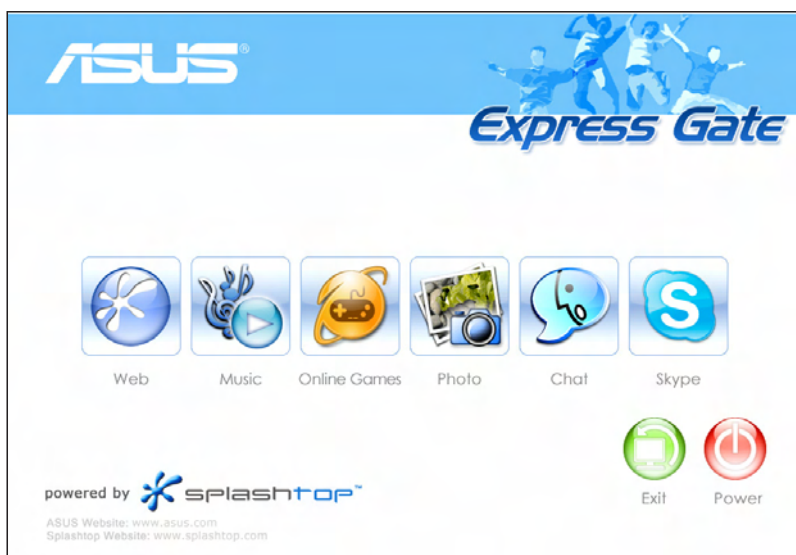 ASUS®
Express Gate
Web Music Online Games Photo Chat Skype
Exit Power
powered by splashtop™
ASUS Website: www.asus.com
Splashtop Website: www.splashtop.com